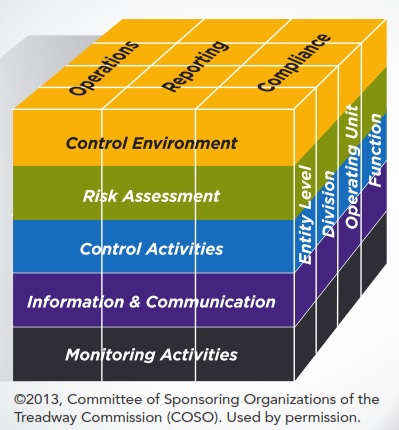 Operations
Reporting
Compliance
Control Environment
Risk Assessment
Control Activities
Information & Communication
Monitoring Activities
Entity Level
Division
Operating Unit
Function
©2013, Committee of Sponsoring Organizations of the
Treadway Commission (COSO). Used by permission.